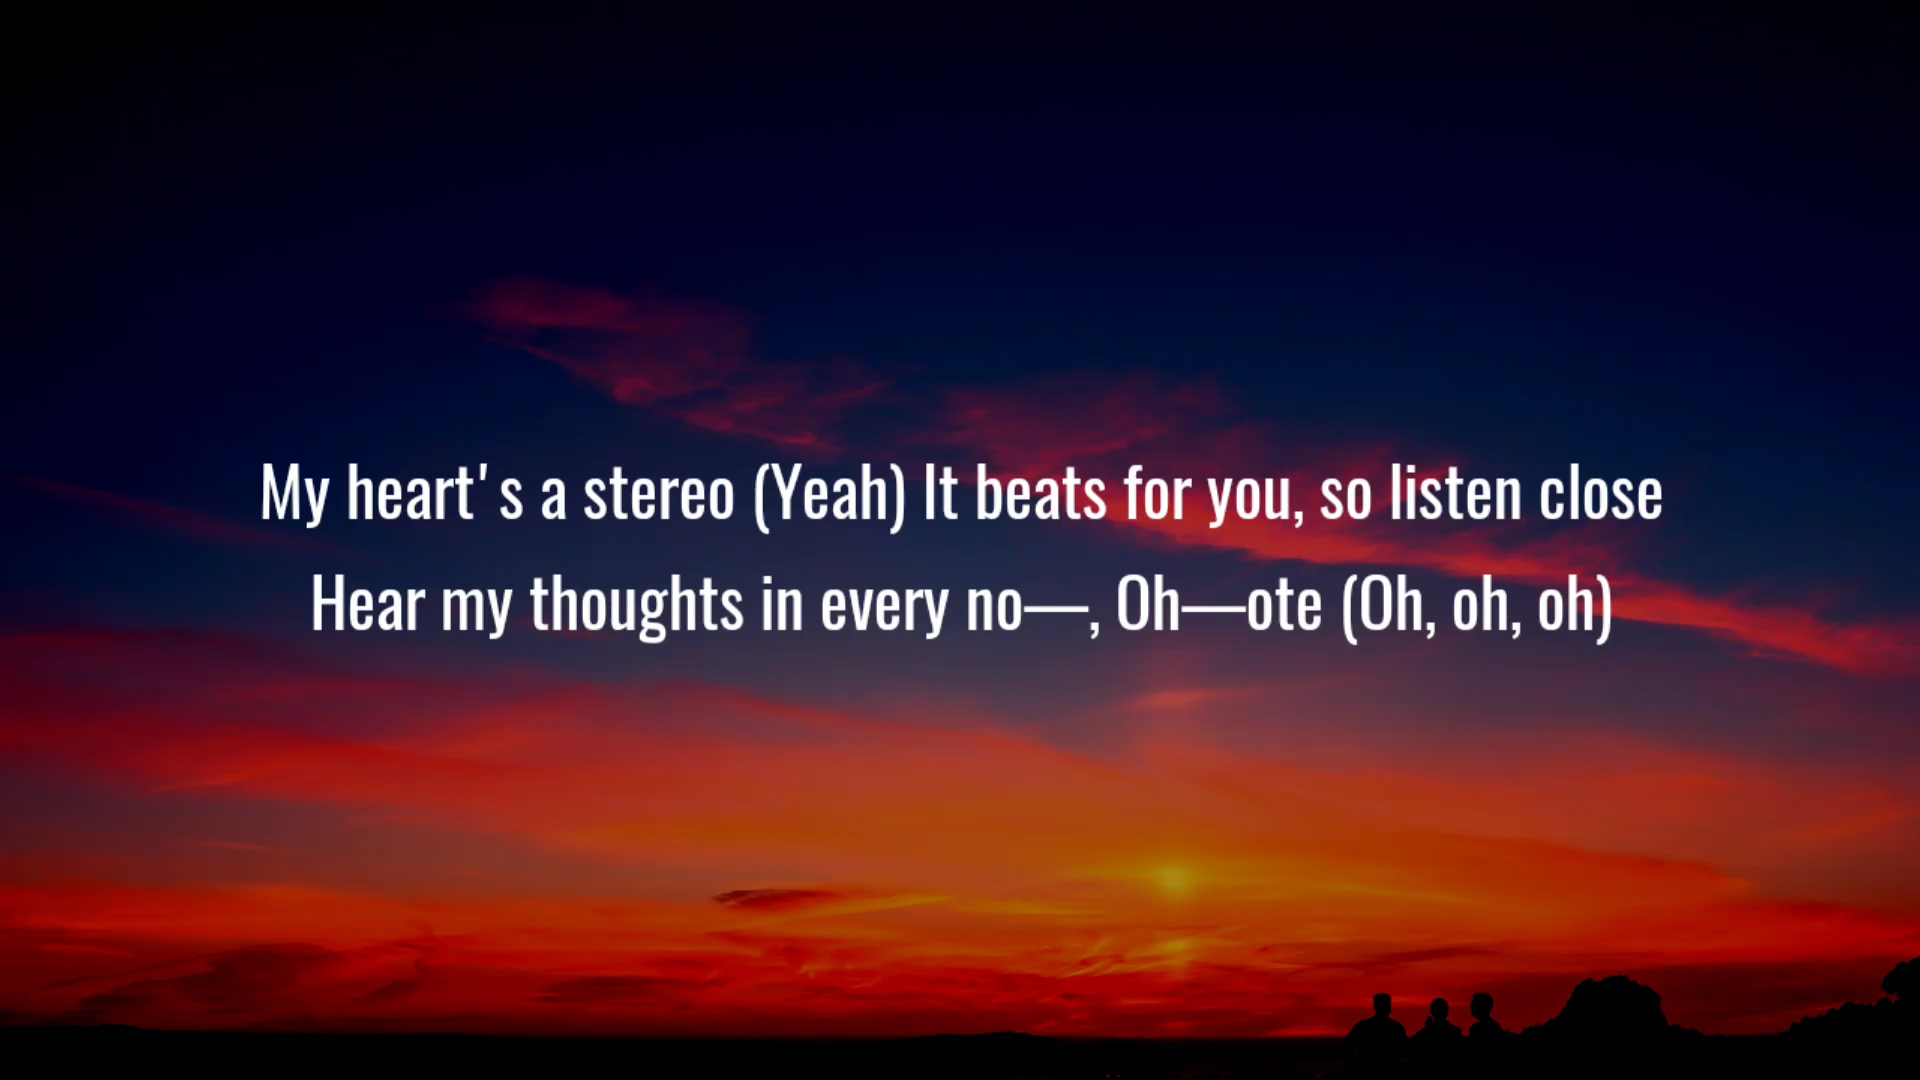 My heart's a stereo (Yeah) It beats for you, so listen close
Hear my thoughts in every no—, Oh—ote (Oh, oh, oh)